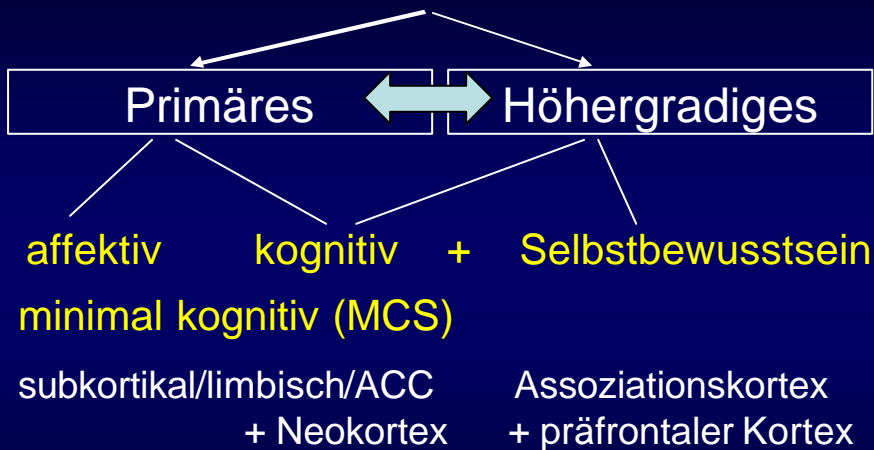 Primäres Höhergradiges
affektiv kognitiv + Selbstbewusstsein
minimal kognitiv (MCS)
subkortikal/limbisch/ACC Assoziationskortex
+ Neokortex + präfrontaler Kortex